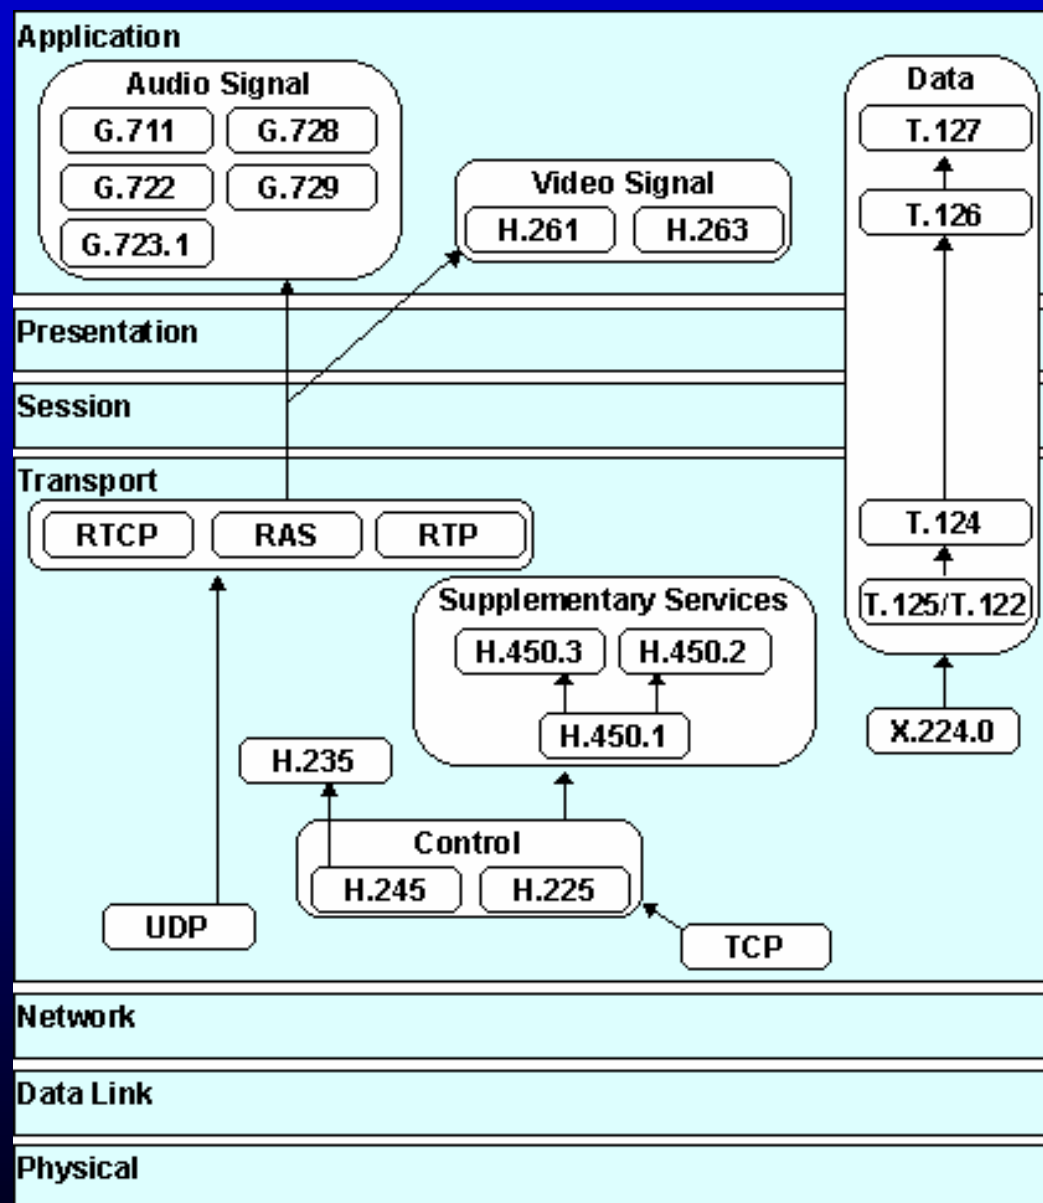 Application
Audio Signal
G.711
G.728
G.722
G.729
G.723.1
Video Signal
H.261
H.263
Data
T.127
T.126
Presentation
Session
Transport
RTCP
RAS
RTP
T.124
T.125/T.122
Supplementary Services
H.450.3
H.450.2
H.450.1
X.224.0
H.235
Control
H.245
H.225
UDP
TCP
Network
Data Link
Physical